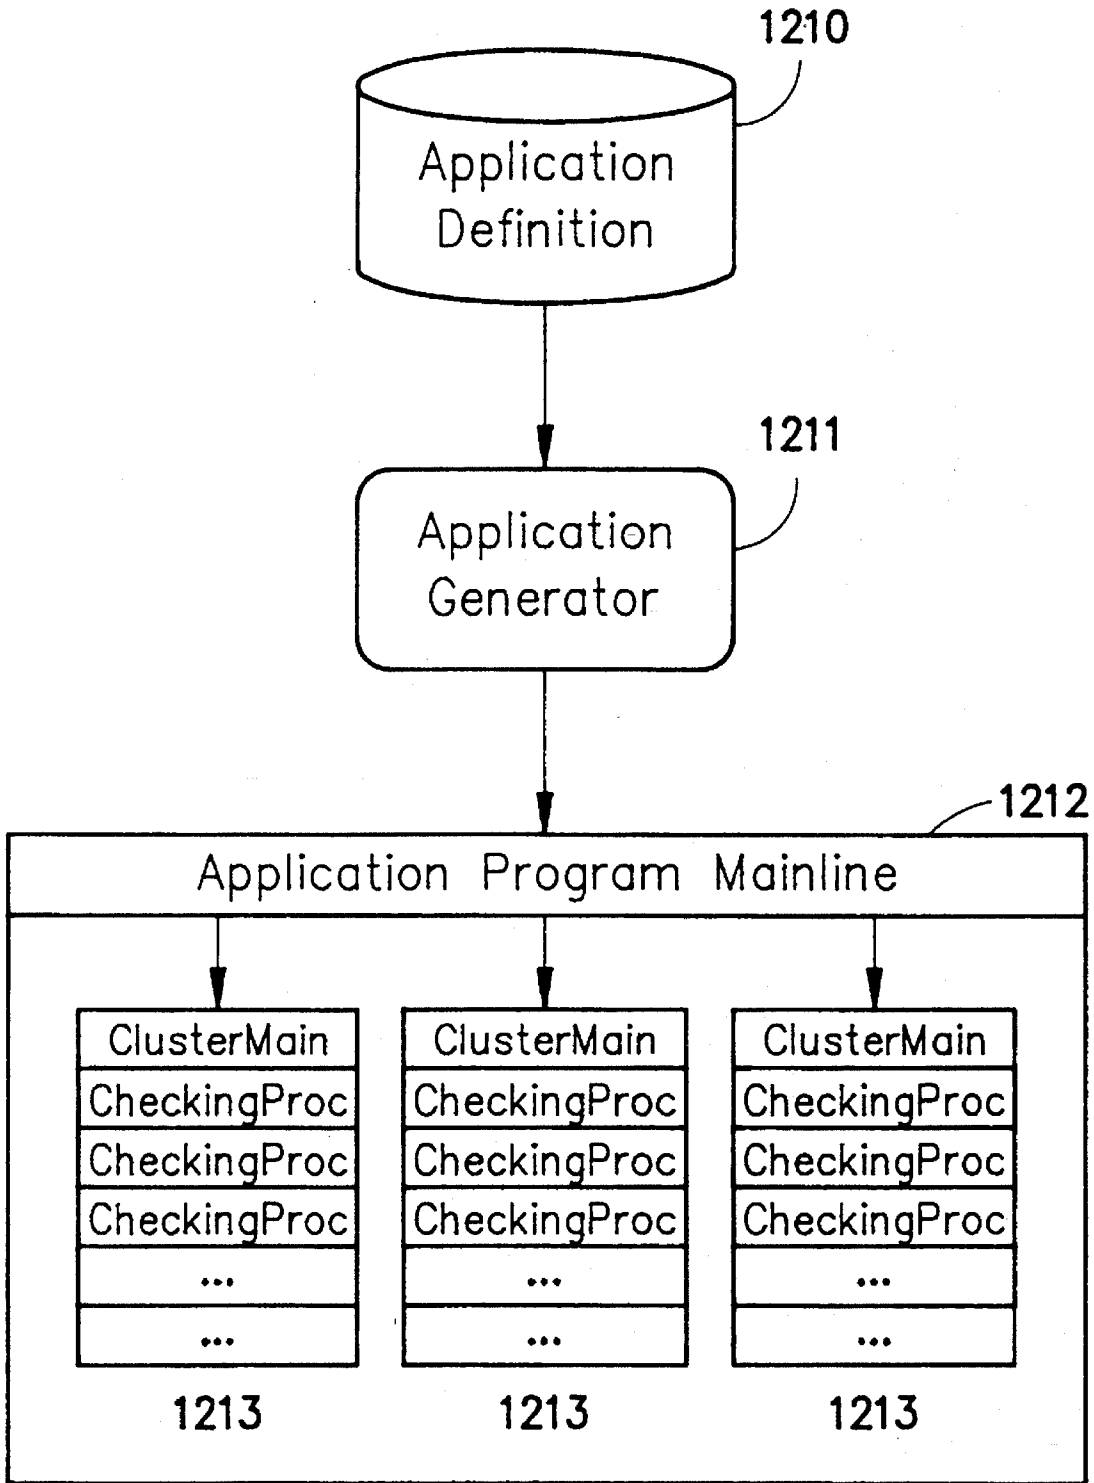 1210
Application
Definition
1211
Application
Generator
1212
Application Program Mainline
ClusterMain ClusterMain ClusterMain
CheckingProc CheckingProc CheckingProc
CheckingProc CheckingProc CheckingProc
CheckingProc CheckingProc CheckingProc
... ... ...
... ... ...
1213 1213 1213